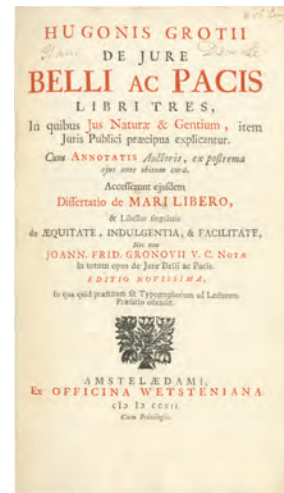 HUGONIS GROTII
DE JURE
BELLI AC PACIS
LIBRI TRES,
In quibus Jus Naturæ & Gentium, item
Juris Publici præcipua explicantur.
Cum ANNOTATIS Auctoris, ex postrema
ejus ante obitum cura.
Accesserunt ejusdem
Dissertatio de MARI LIBERO,
& Libellus singularis
de ÆQUITATE, INDULGENTIA, & FACILITATE,
Nec non
JOANN. FRID. GRONOVII V. C. NOTÆ
in totum opus de Jure Belli ac Pacis.
EDITIO NOVISSIMA,
In qua quid præstitum sit Typographorum ad Lectorem
Præfatio ostendit.
AMSTELÆDAMI,
Ex OFFICINA WETSTENIANA
cIɔ Iɔ ccxii
Cum Privilegio.